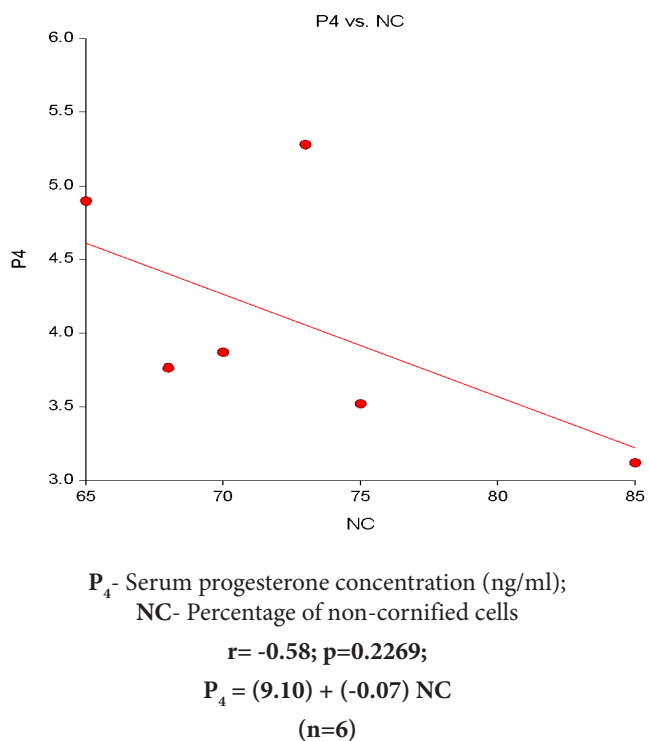 P4 vs. NC
6.0
5.5
5.0
4.5
P4
4.0
3.5
3.0
65 70 75 80 85
NC
P₄- Serum progesterone concentration (ng/ml);
NC- Percentage of non-cornified cells
r= -0.58; p=0.2269;
P₄ = (9.10) + (-0.07) NC
(n=6)